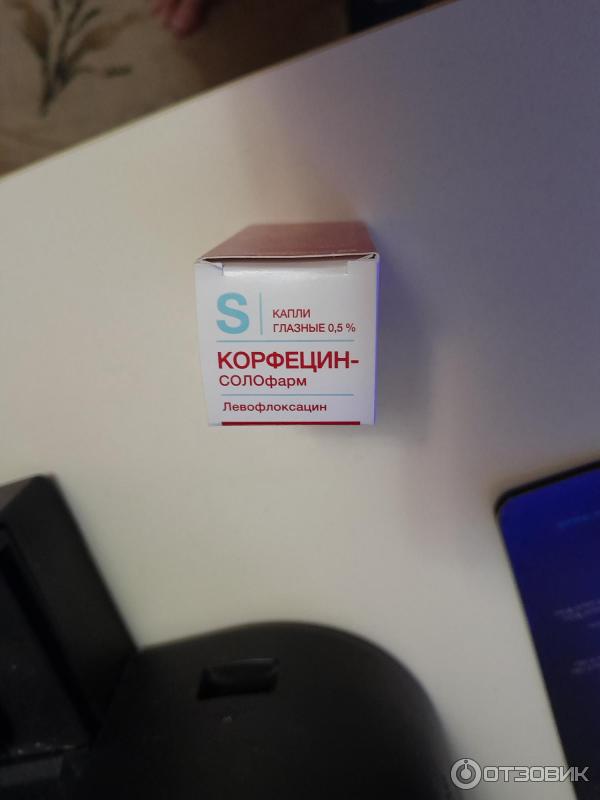 S
КАПЛИ
ГЛАЗНЫЕ 0,5 %
КОРФЕЦИН-
СОЛОфарм
Левофлоксацин
ОТЗОВИК